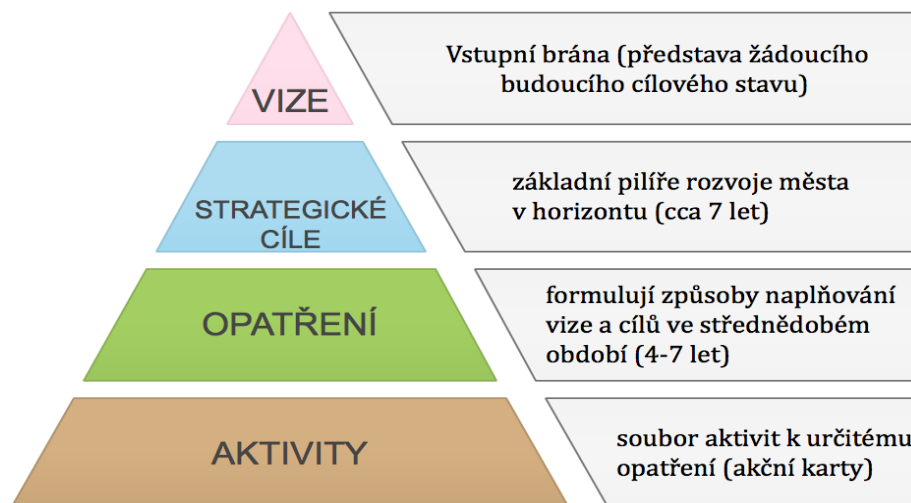 VIZE
Vstupní brána (představa žádoucího
budoucího cílového stavu)
STRATEGICKÉ
CÍLE
základní pilíře rozvoje města
v horizontu (cca 7 let)
OPATŘENÍ
formulují způsoby naplňování
vize a cílů ve střednědobém
období (4-7 let)
AKTIVITY
soubor aktivit k určitému
opatření (akční karty)